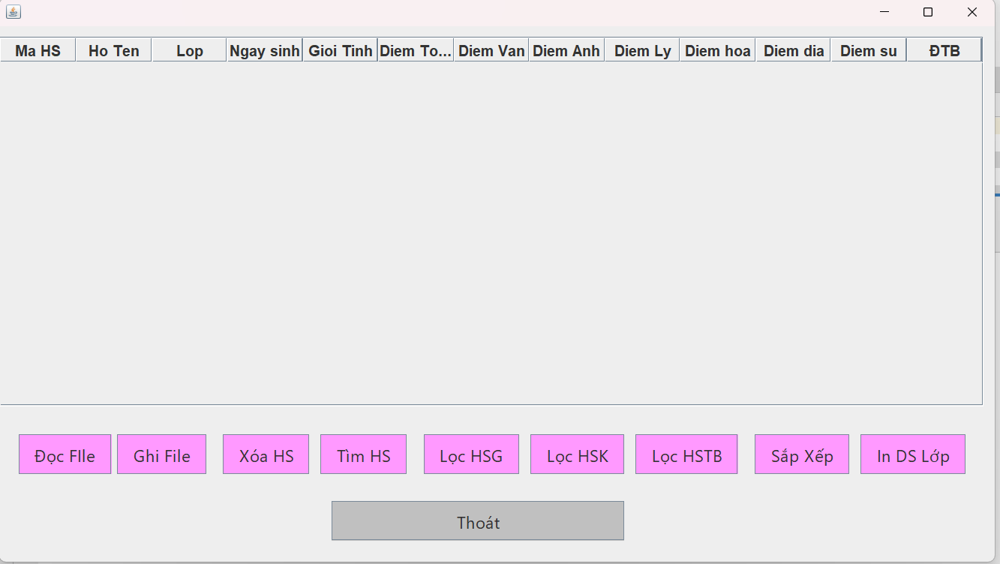 Ma HS Ho Ten Lop Ngay sinh Gioi Tinh Diem To... Diem Van Diem Anh Diem Ly Diem hoa Diem dia Diem su ĐTB
Đọc FIle Ghi File Xóa HS Tìm HS Lọc HSG Lọc HSK Lọc HSTB Sắp Xếp In DS Lớp
Thoát